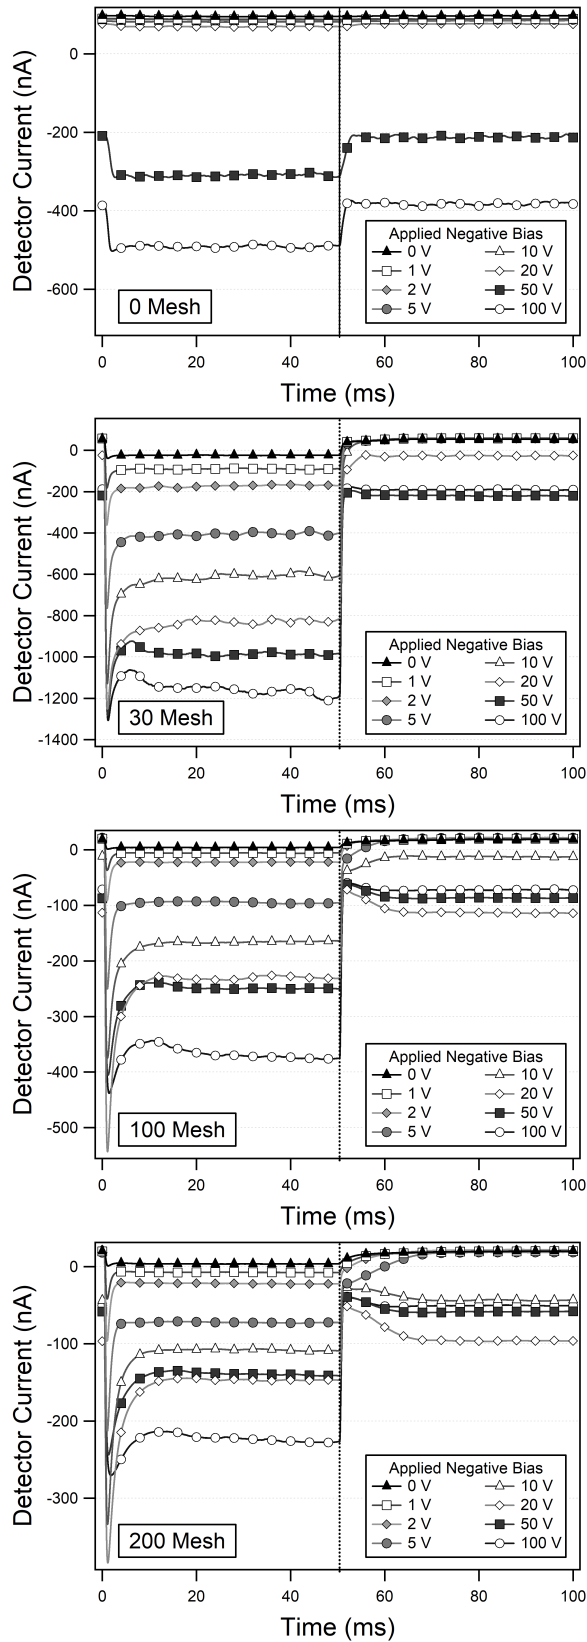 0
-200
-400
-600
Detector Current (nA)
Applied Negative Bias
0 V 10 V
1 V 20 V
2 V 50 V
5 V 100 V
0 Mesh
0 20 40 60 80 100
Time (ms)
0
-200
-400
-600
-800
-1000
-1200
-1400
Detector Current (nA)
Applied Negative Bias
0 V 10 V
1 V 20 V
2 V 50 V
5 V 100 V
30 Mesh
0 20 40 60 80 100
Time (ms)
0
-100
-200
-300
-400
-500
Detector Current (nA)
Applied Negative Bias
0 V 10 V
1 V 20 V
2 V 50 V
5 V 100 V
100 Mesh
0 20 40 60 80 100
Time (ms)
0
-100
-200
-300
Detector Current (nA)
Applied Negative Bias
0 V 10 V
1 V 20 V
2 V 50 V
5 V 100 V
200 Mesh
0 20 40 60 80 100
Time (ms)